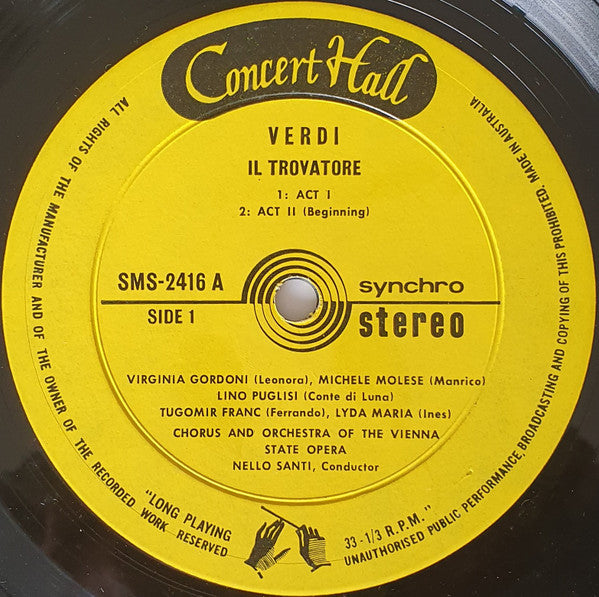 Concert Hall
VERDI
IL TROVATORE
1: ACT I
2: ACT II (Beginning)
SMS-2416 A
SIDE 1
synchro
stereo
VIRGINIA GORDONI (Leonora), MICHELE MOLESE (Manrico)
LINO PUGLISI (Conte di Luna)
TUGOMIR FRANC (Ferrando), LYDA MARIA (Ines)
CHORUS AND ORCHESTRA OF THE VIENNA
STATE OPERA
NELLO SANTI, Conductor
"LONG PLAYING
33-1/3 R.P.M."
ALL RIGHTS OF THE MANUFACTURER AND OF THE OWNER OF THE RECORDED WORK RESERVED
UNAUTHORISED PUBLIC PERFORMANCE, BROADCASTING AND COPYING OF THIS PROHIBITED. MADE IN AUSTRALIA